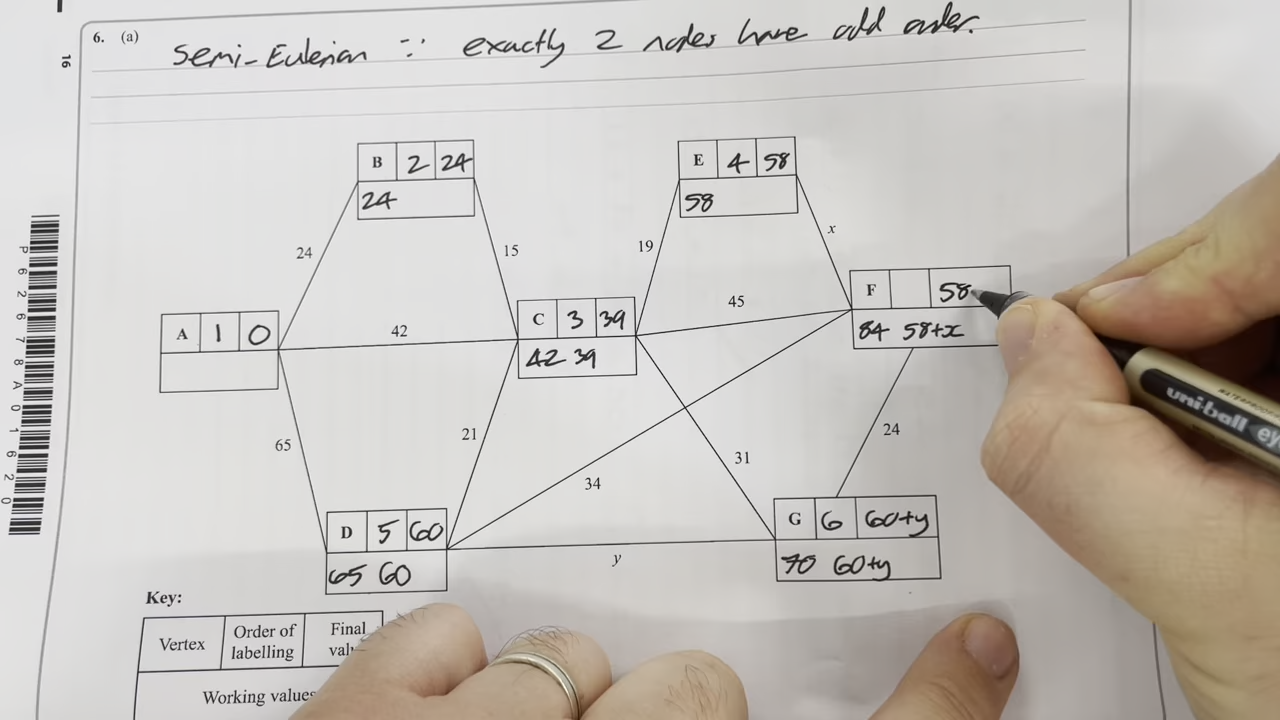 6. (a)
Semi-Eulerian ∵ exactly 2 nodes have odd order.
16
P62678A01620
B 2 24
24
E 4 58
58
24
15
19
x
45
A 1 0
42
C 3 39
42 39
F 58
84 58+x
65
21
34
31
24
D 5 60
65 60
y
G 6 60+y
70 60+y
Key:
Vertex
Order of labelling
Final
Working values
uni-ball